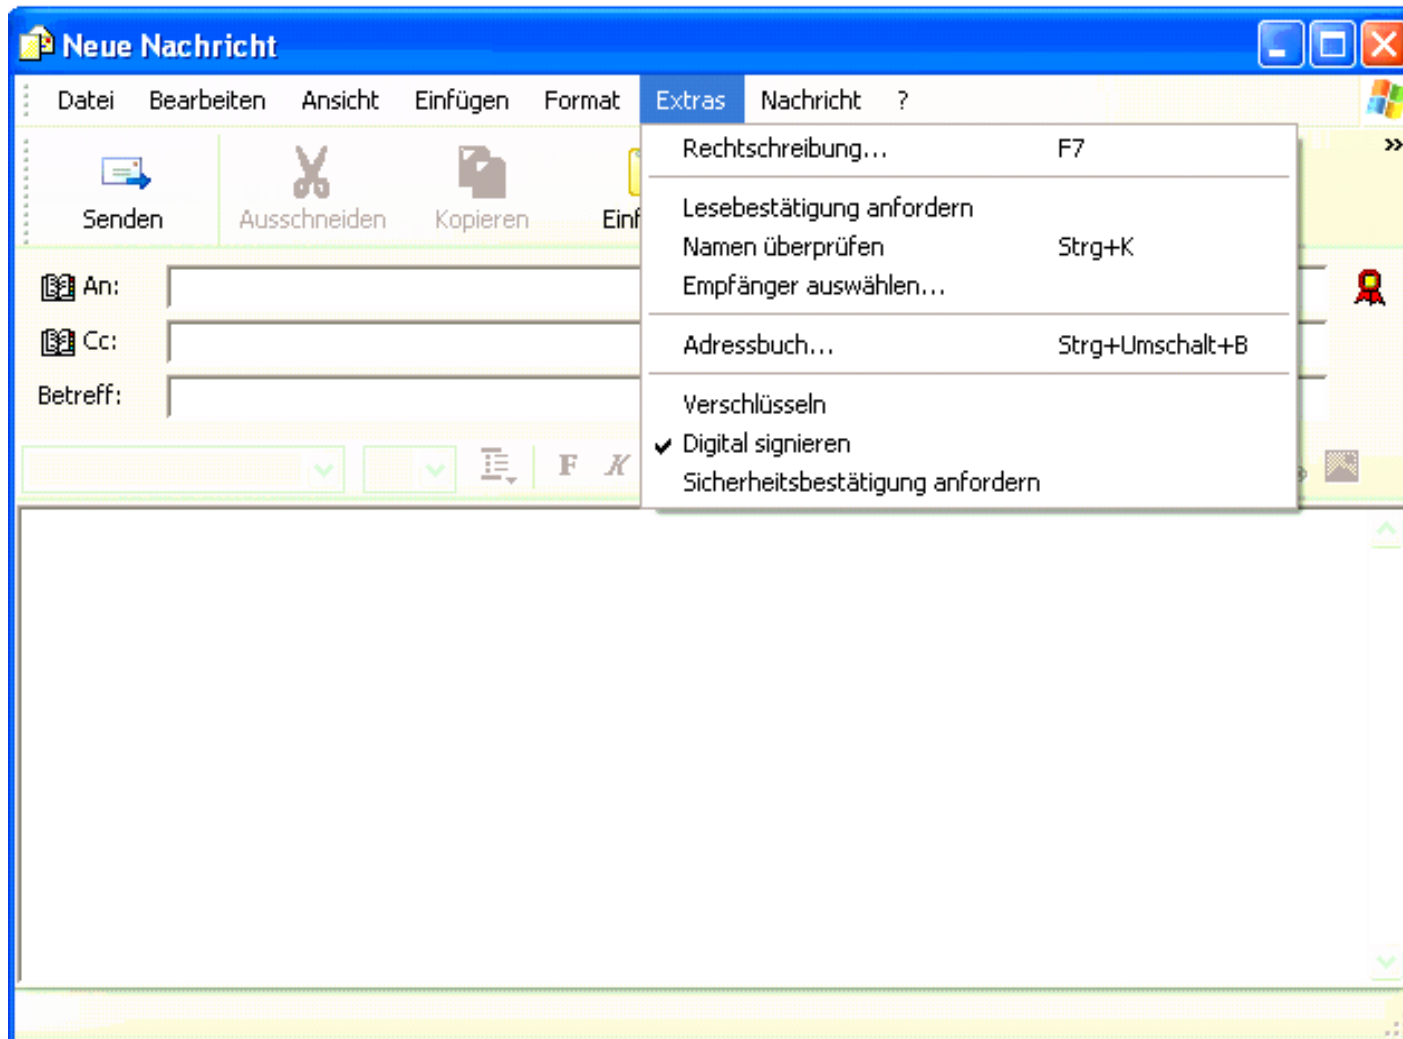 Neue Nachricht
Datei Bearbeiten Ansicht Einfügen Format Extras Nachricht ?
Senden Ausschneiden Kopieren Einf
Rechtschreibung... F7
Lesebestätigung anfordern
Namen überprüfen Strg+K
Empfänger auswählen...
Adressbuch... Strg+Umschalt+B
Verschlüsseln
Digital signieren
Sicherheitsbestätigung anfordern
An:
Cc:
Betreff:
F K